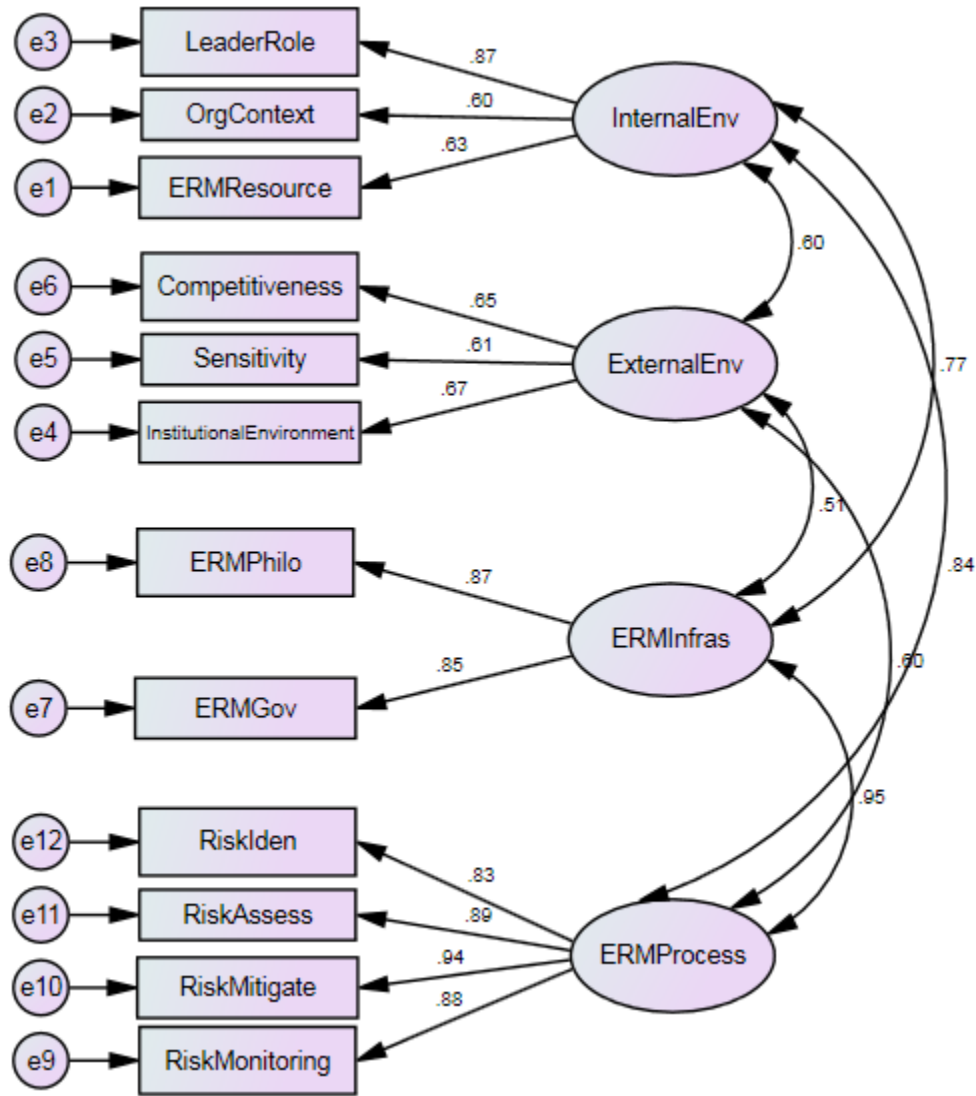 e3
LeaderRole
.87
e2
OrgContext
.60
InternalEnv
e1
ERMResource
.63
.60
e6
Competitiveness
.65
e5
Sensitivity
.61
ExternalEnv
.77
e4
InstitutionalEnvironment
.67
.51
e8
ERMPhilo
.87
.84
ERMInfras
.60
e7
ERMGov
.85
.95
e12
RiskIden
.83
e11
RiskAssess
.89
ERMProcess
e10
RiskMitigate
.94
e9
RiskMonitoring
.88